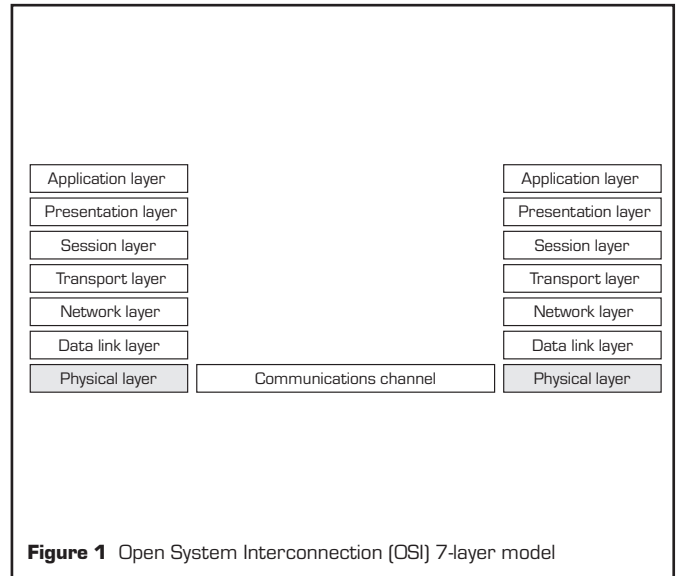 Application layer
Application layer
Presentation layer
Presentation layer
Session layer
Session layer
Transport layer
Transport layer
Network layer
Network layer
Data link layer
Data link layer
Physical layer
Communications channel
Physical layer
Figure 1 Open System Interconnection (OSI) 7-layer model